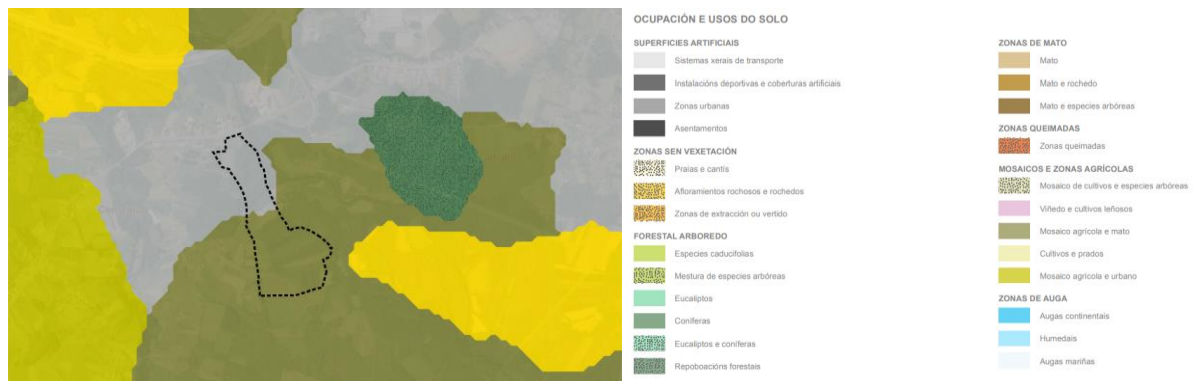 OCUPACIÓN E USOS DO SOLO
SUPERFICIES ARTIFICIAIS
Sistemas xerais de transporte
Instalacións deportivas e coberturas artificiais
Zonas urbanas
Asentamentos
ZONAS SEN VEXETACIÓN
Praias e cantís
Afloramientos rochosos e rochedos
Zonas de extracción ou vertido
FORESTAL ARBOREDO
Especies caducifolias
Mestura de especies arbóreas
Eucaliptos
Coníferas
Eucaliptos e coníferas
Repoboacións forestais
ZONAS DE MATO
Mato
Mato e rochedo
Mato e especies arbóreas
ZONAS QUEIMADAS
Zonas queimadas
MOSAICOS E ZONAS AGRÍCOLAS
Mosaico de cultivos e especies arbóreas
Viñedo e cultivos leñosos
Mosaico agrícola e mato
Cultivos e prados
Mosaico agrícola e urbano
ZONAS DE AUGA
Augas continentais
Humedais
Augas mariñas